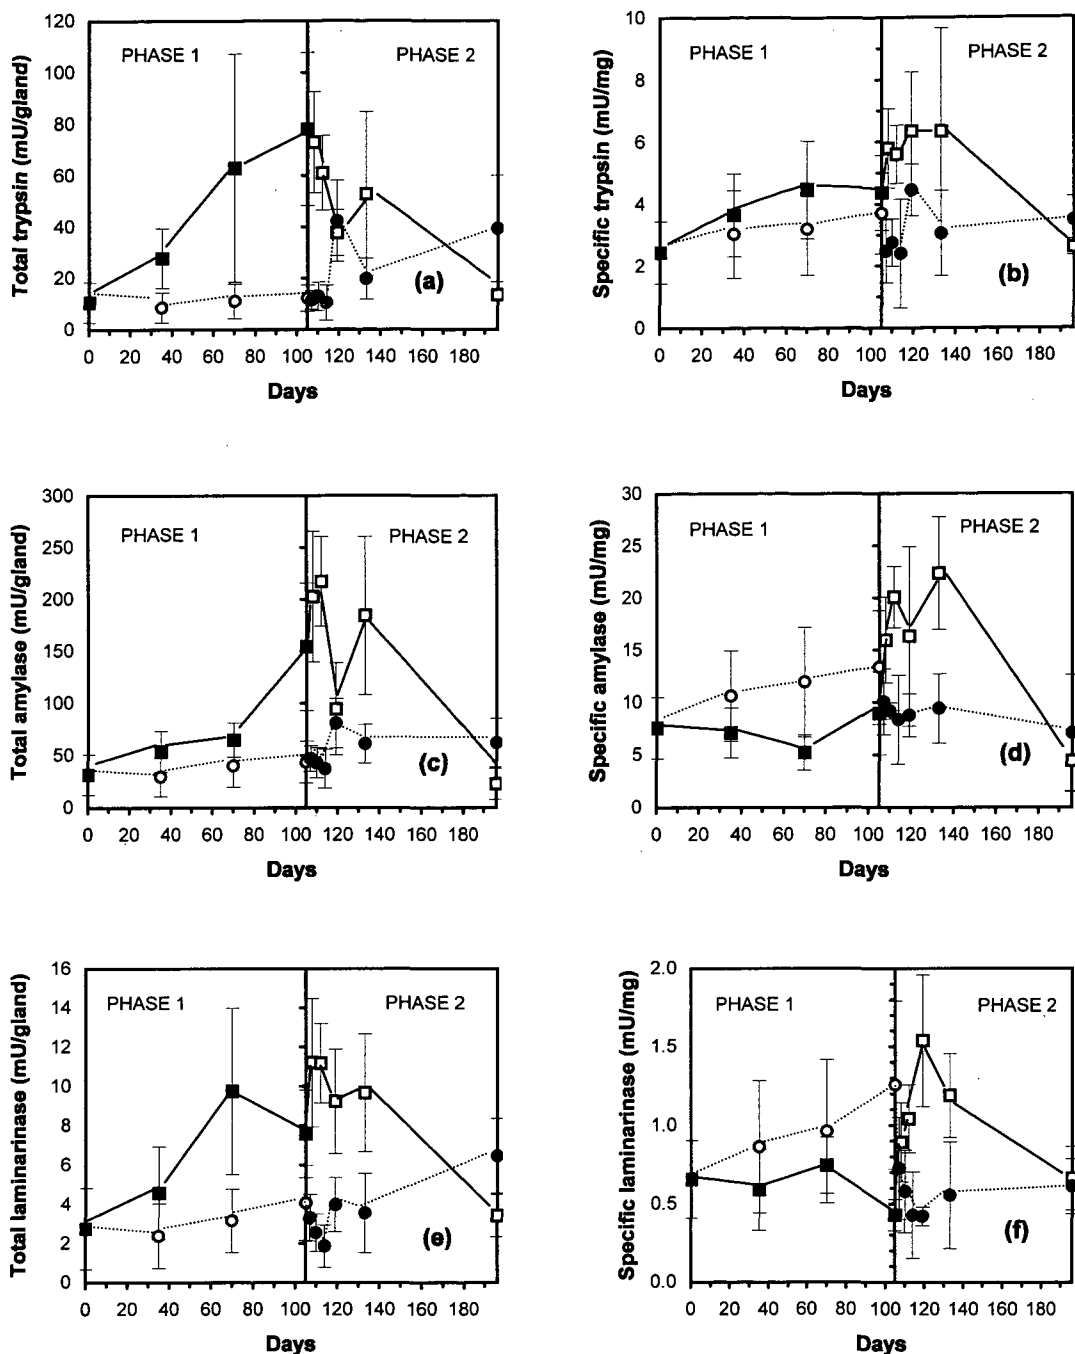 Total trypsin (mU/gland)
120
100
80
60
40
20
0
PHASE 1
PHASE 2
(a)
0 20 40 60 80 100 120 140 160 180
Days
Specific trypsin (mU/mg)
10
8
6
4
2
0
PHASE 1
PHASE 2
(b)
0 20 40 60 80 100 120 140 160 180
Days
Total amylase (mU/gland)
300
250
200
150
100
50
0
PHASE 1
PHASE 2
(c)
0 20 40 60 80 100 120 140 160 180
Days
Specific amylase (mU/mg)
30
25
20
15
10
5
0
PHASE 1
PHASE 2
(d)
0 20 40 60 80 100 120 140 160 180
Days
Total laminarinase (mU/gland)
16
14
12
10
8
6
4
2
0
PHASE 1
PHASE 2
(e)
0 20 40 60 80 100 120 140 160 180
Days
Specific laminarinase (mU/mg)
2.0
1.5
1.0
0.5
0.0
PHASE 1
PHASE 2
(f)
0 20 40 60 80 100 120 140 160 180
Days